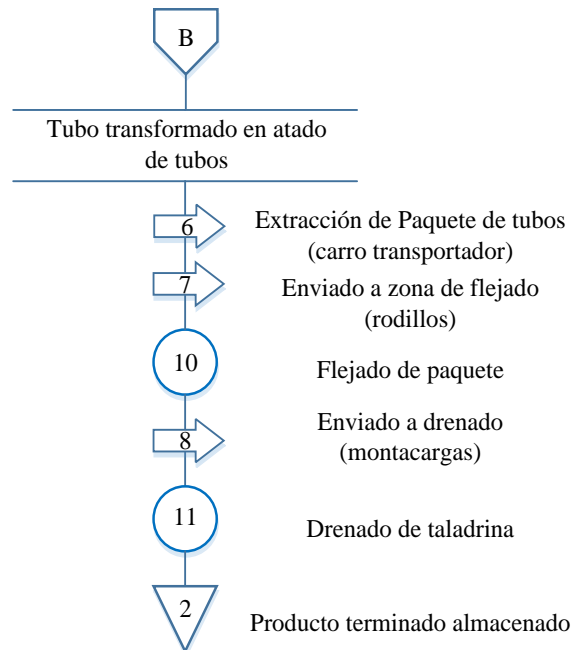 B
Tubo transformado en atado
de tubos
6
Extracción de Paquete de tubos
(carro transportador)
7
Enviado a zona de flejado
(rodillos)
10
Flejado de paquete
8
Enviado a drenado
(montacargas)
11
Drenado de taladrina
2
Producto terminado almacenado